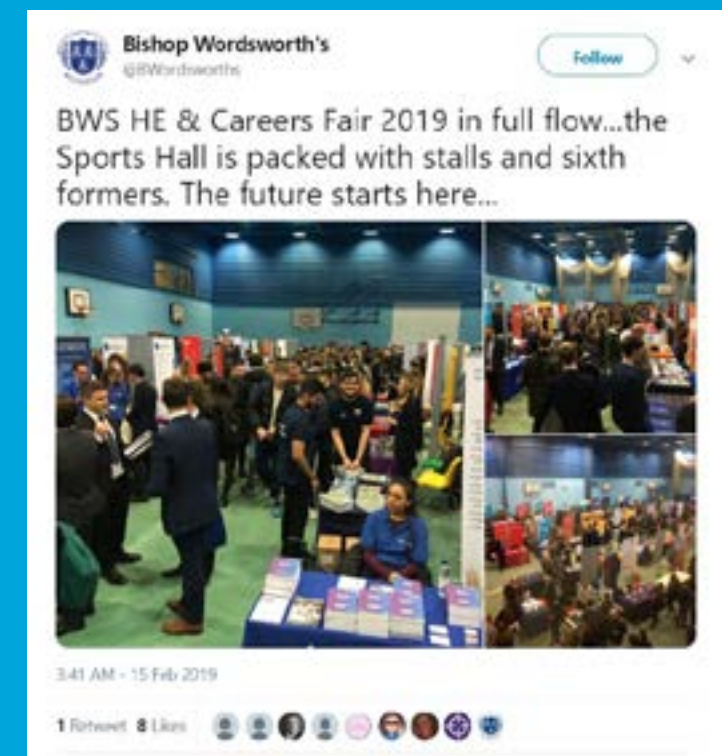 Bishop Wordsworth's
@BWordsworths
Follow
BWS HE & Careers Fair 2019 in full flow...the
Sports Hall is packed with stalls and sixth
formers. The future starts here...
3:41 AM - 15 Feb 2019
1 Retweet 8 Likes